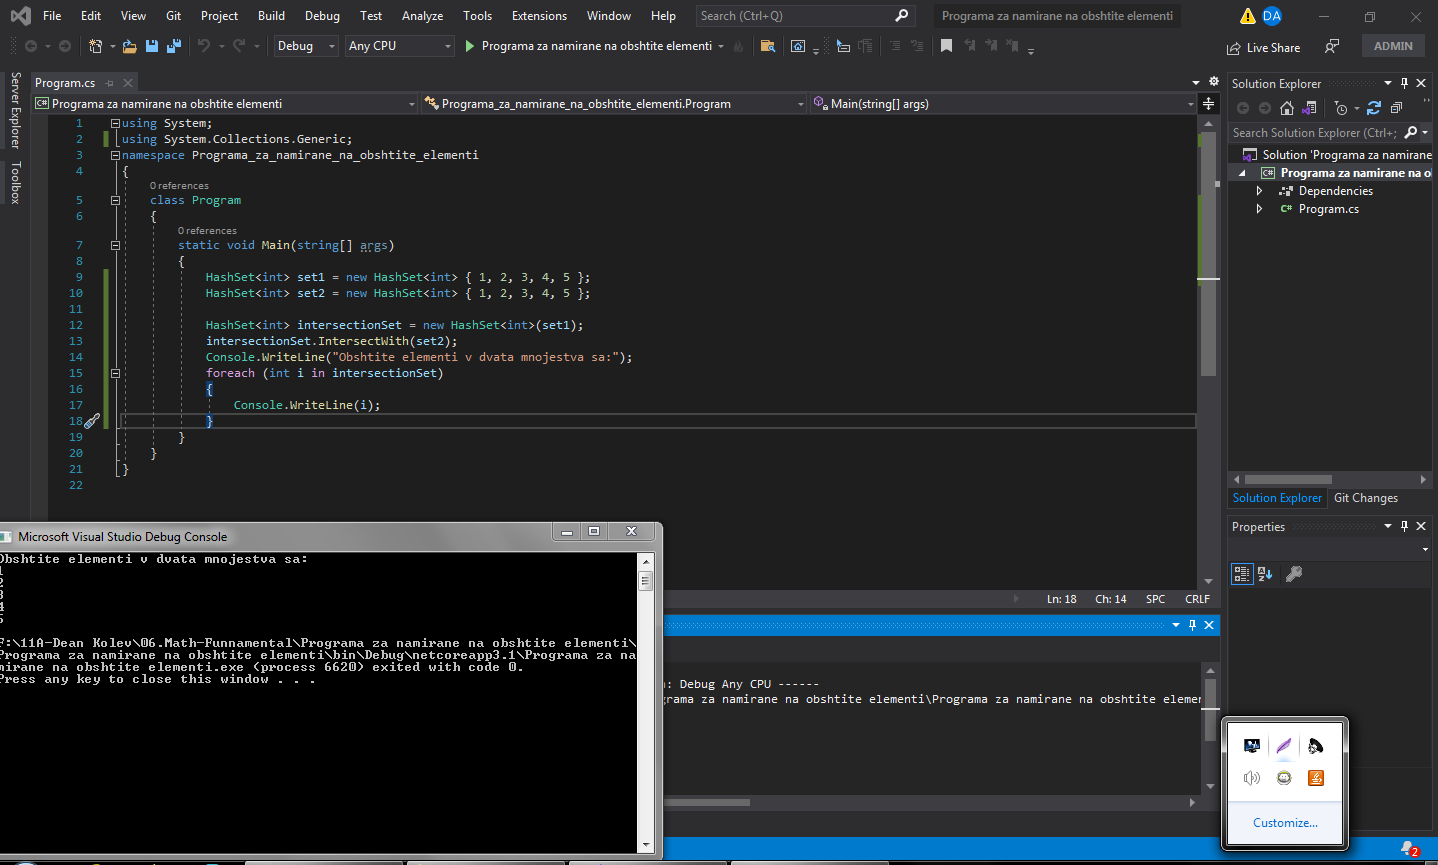 File Edit View Git Project Build Debug Test Analyze Tools Extensions Window Help Search (Ctrl+Q) Programa za namirane na obshtite elementi DA
Debug Any CPU Programa za namirane na obshtite elementi Live Share ADMIN
Server Explorer
Toolbox
Program.cs
C# Programa za namirane na obshtite elementi Programa_za_namirane_na_obshtite_elementi.Program Main(string[] args)
1 using System;
2 using System.Collections.Generic;
3 namespace Programa_za_namirane_na_obshtite_elementi
4 {
0 references
5 class Program
6 {
0 references
7 static void Main(string[] args)
8 {
9 HashSet<int> set1 = new HashSet<int> { 1, 2, 3, 4, 5 };
10 HashSet<int> set2 = new HashSet<int> { 1, 2, 3, 4, 5 };
11
12 HashSet<int> intersectionSet = new HashSet<int>(set1);
13 intersectionSet.IntersectWith(set2);
14 Console.WriteLine("Obshtite elementi v dvata mnojestva sa:");
15 foreach (int i in intersectionSet)
16 {
17 Console.WriteLine(i);
18 }
19 }
20 }
21 }
22
Ln: 18 Ch: 14 SPC CRLF
Solution Explorer
Search Solution Explorer (Ctrl+;
Solution 'Programa za namirane
C# Programa za namirane na o
Dependencies
C# Program.cs
Solution Explorer Git Changes
Properties
Microsoft Visual Studio Debug Console
Obshtite elementi v dvata mnojestva sa:
1
2
3
4
5
F:\11A-Dean Kolev\06.Math-Funnamental\Programa za namirane na obshtite elementi\
Programa za namirane na obshtite elementi\bin\Debug\netcoreapp3.1\Programa za na
mirane na obshtite elementi.exe (process 6620) exited with code 0.
Press any key to close this window . . .
: Debug Any CPU ------
grama za namirane na obshtite elementi\Programa za namirane na obshtite elemen
Customize...
2